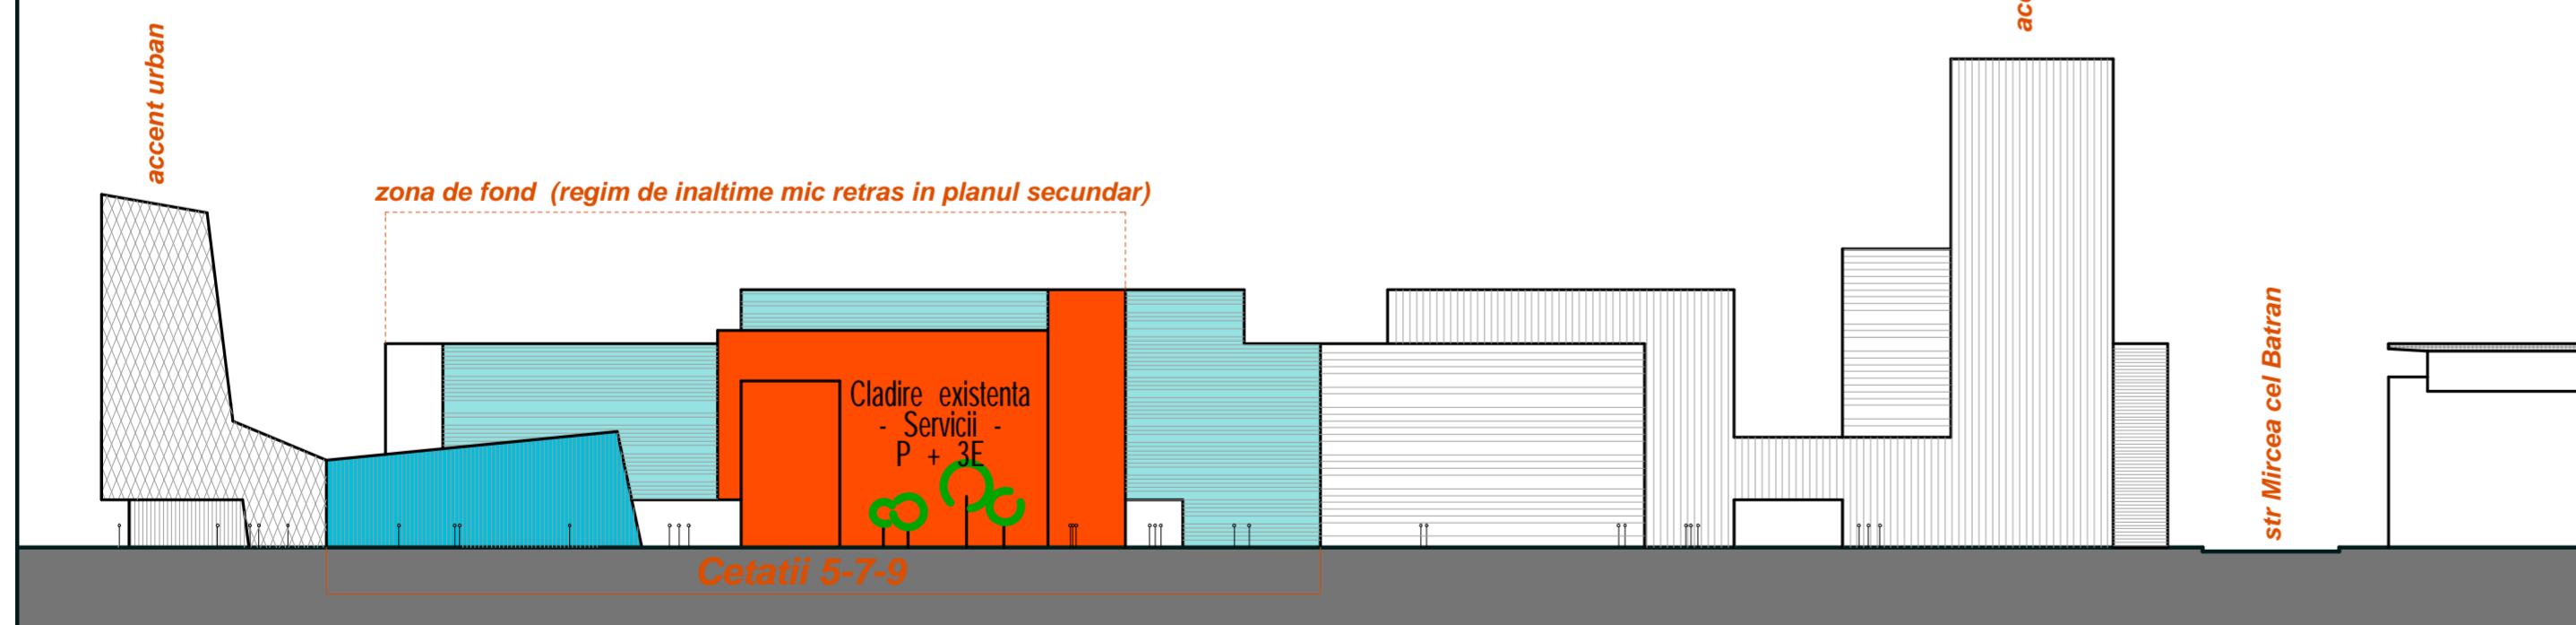 acccent urban
zona de fond (regim de inaltime mic retras in planul secundar)
Cladire existenta
- Servicii -
P + 3E
Cetatii 5-7-9
str Mircea cel Batran